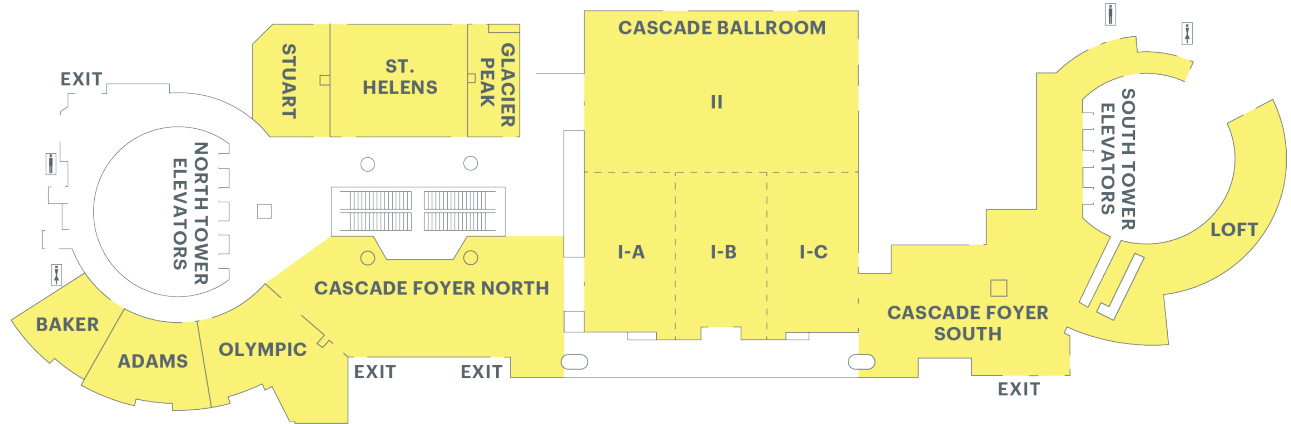 CASCADE BALLROOM
STUART
ST.
HELENS
GLACIER
PEAK
EXIT
II
SOUTH TOWER
ELEVATORS
NORTH TOWER
ELEVATORS
LOFT
I-A
I-B
I-C
CASCADE FOYER NORTH
CASCADE FOYER
SOUTH
BAKER
ADAMS
OLYMPIC
EXIT
EXIT
EXIT